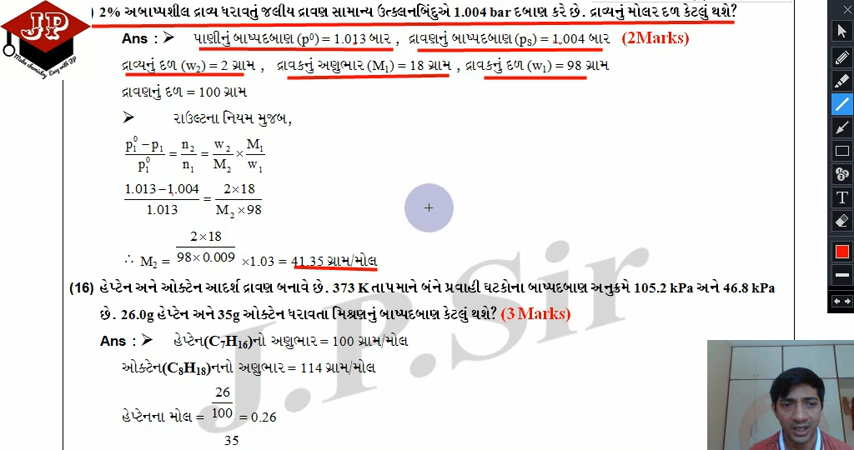 JP
Make chemistry Easy with JP
) 2% અબાષ્પશીલ દ્રાવ્ય ધરાવતું જલીય દ્રાવણ સામાન્ય ઉત્કલનબિંદુએ 1.004 bar દબાણ કરે છે. દ્રાવ્યનું મોલર દળ કેટલું થશે?
Ans : ➤ પાણીનું બાષ્પદબાણ (p⁰) = 1.013 બાર , દ્રાવણનું બાષ્પદબાણ (pₛ) = 1,004 બાર (2Marks)
દ્રાવ્યનું દળ (w₂) = 2 ગ્રામ , દ્રાવકનું અણુભાર (M₁) = 18 ગ્રામ , દ્રાવકનું દળ (w₁) = 98 ગ્રામ
દ્રાવણનું દળ = 100 ગ્રામ
➤ રાઉલ્ટના નિયમ મુજબ,
(p₁⁰ – p₁)/p₁⁰ = n₂/n₁ = w₂/M₂ × M₁/w₁
(1.013 – 1.004)/1.013 = (2×18)/(M₂×98)
∴ M₂ = (2×18)/(98×0.009) ×1.03 = 41.35 ગ્રામ/મોલ
(16) હેપ્ટેન અને ઓક્ટેન આદર્શ દ્રાવણ બનાવે છે. 373 K તાપમાને બંને પ્રવાહી ઘટકોના બાષ્પદબાણ અનુક્રમે 105.2 kPa અને 46.8 kPa
છે. 26.0g હેપ્ટેન અને 35g ઓક્ટેન ધરાવતા મિશ્રણનું બાષ્પદબાણ કેટલું થશે? (3 Marks)
Ans : ➤ હેપ્ટેન(C₇H₁₆)નો અણુભાર = 100 ગ્રામ/મોલ
ઓક્ટેન(C₈H₁₈)નનો અણુભાર = 114 ગ્રામ/મોલ
હેપ્ટેનના મોલ = 26/100 = 0.26
35
J.P.Sir
T